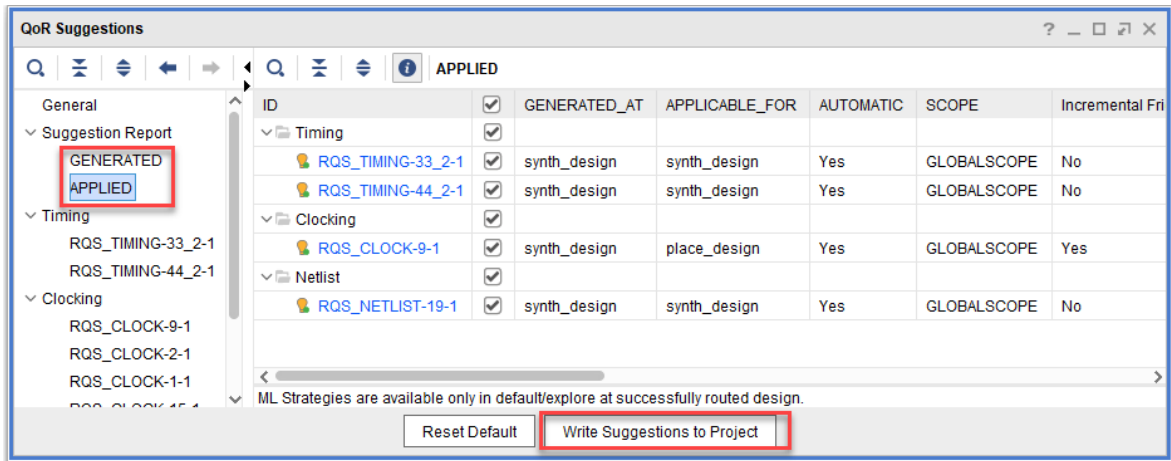 QoR Suggestions
APPLIED
General
Suggestion Report
GENERATED
APPLIED
Timing
RQS_TIMING-33_2-1
RQS_TIMING-44_2-1
Clocking
RQS_CLOCK-9-1
RQS_CLOCK-2-1
RQS_CLOCK-1-1
ID GENERATED_AT APPLICABLE_FOR AUTOMATIC SCOPE Incremental Fri
Timing
RQS_TIMING-33_2-1 synth_design synth_design Yes GLOBALSCOPE No
RQS_TIMING-44_2-1 synth_design synth_design Yes GLOBALSCOPE No
Clocking
RQS_CLOCK-9-1 synth_design place_design Yes GLOBALSCOPE Yes
Netlist
RQS_NETLIST-19-1 synth_design synth_design Yes GLOBALSCOPE No
ML Strategies are available only in default/explore at successfully routed design.
Reset Default Write Suggestions to Project